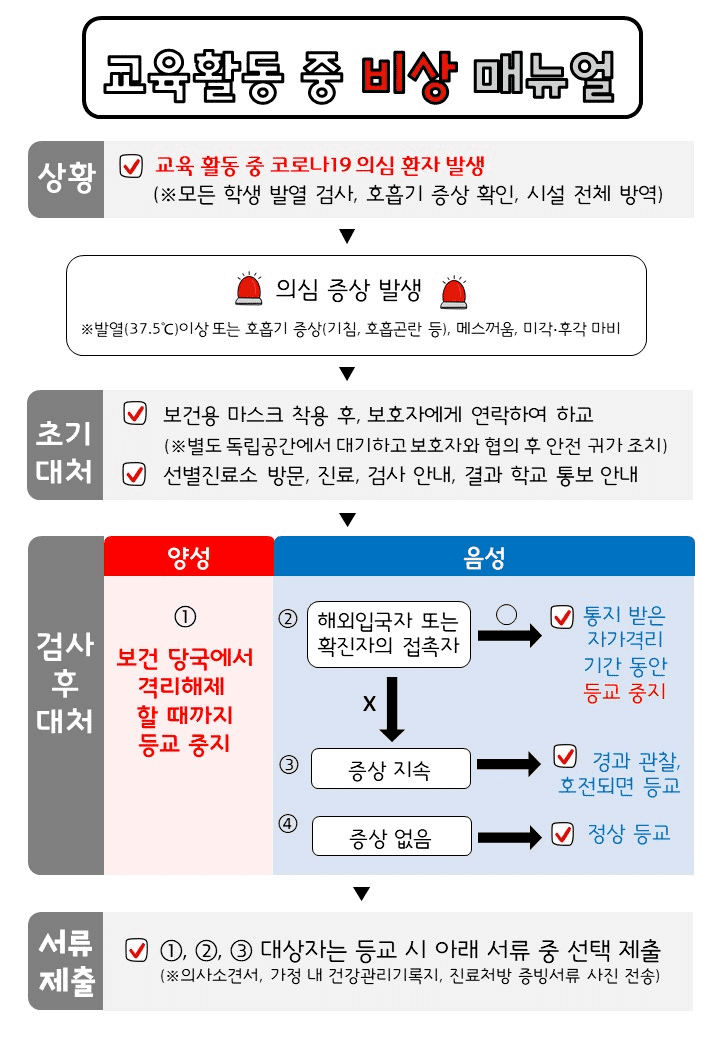 교육활동 중 비상 매뉴얼
상황
교육 활동 중 코로나19 의심 환자 발생
(※모든 학생 발열 검사, 호흡기 증상 확인, 시설 전체 방역)
의심 증상 발생
※발열(37.5℃)이상 또는 호흡기 증상(기침, 호흡곤란 등), 메스꺼움, 미각·후각 마비
초기
대처
보건용 마스크 착용 후, 보호자에게 연락하여 하교
(※별도 독립공간에서 대기하고 보호자와 협의 후 안전 귀가 조치)
선별진료소 방문, 진료, 검사 안내, 결과 학교 통보 안내
검사
후
대처
양성
①
보건 당국에서
격리해제
할 때까지
등교 중지
음성
②
해외입국자 또는
확진자의 접촉자
○
통지 받은
자가격리
기간 동안
등교 중지
X
③
증상 지속
경과 관찰,
호전되면 등교
④
증상 없음
정상 등교
서류
제출
①, ②, ③ 대상자는 등교 시 아래 서류 중 선택 제출
(※의사소견서, 가정 내 건강관리기록지, 진료처방 증빙서류 사진 전송)